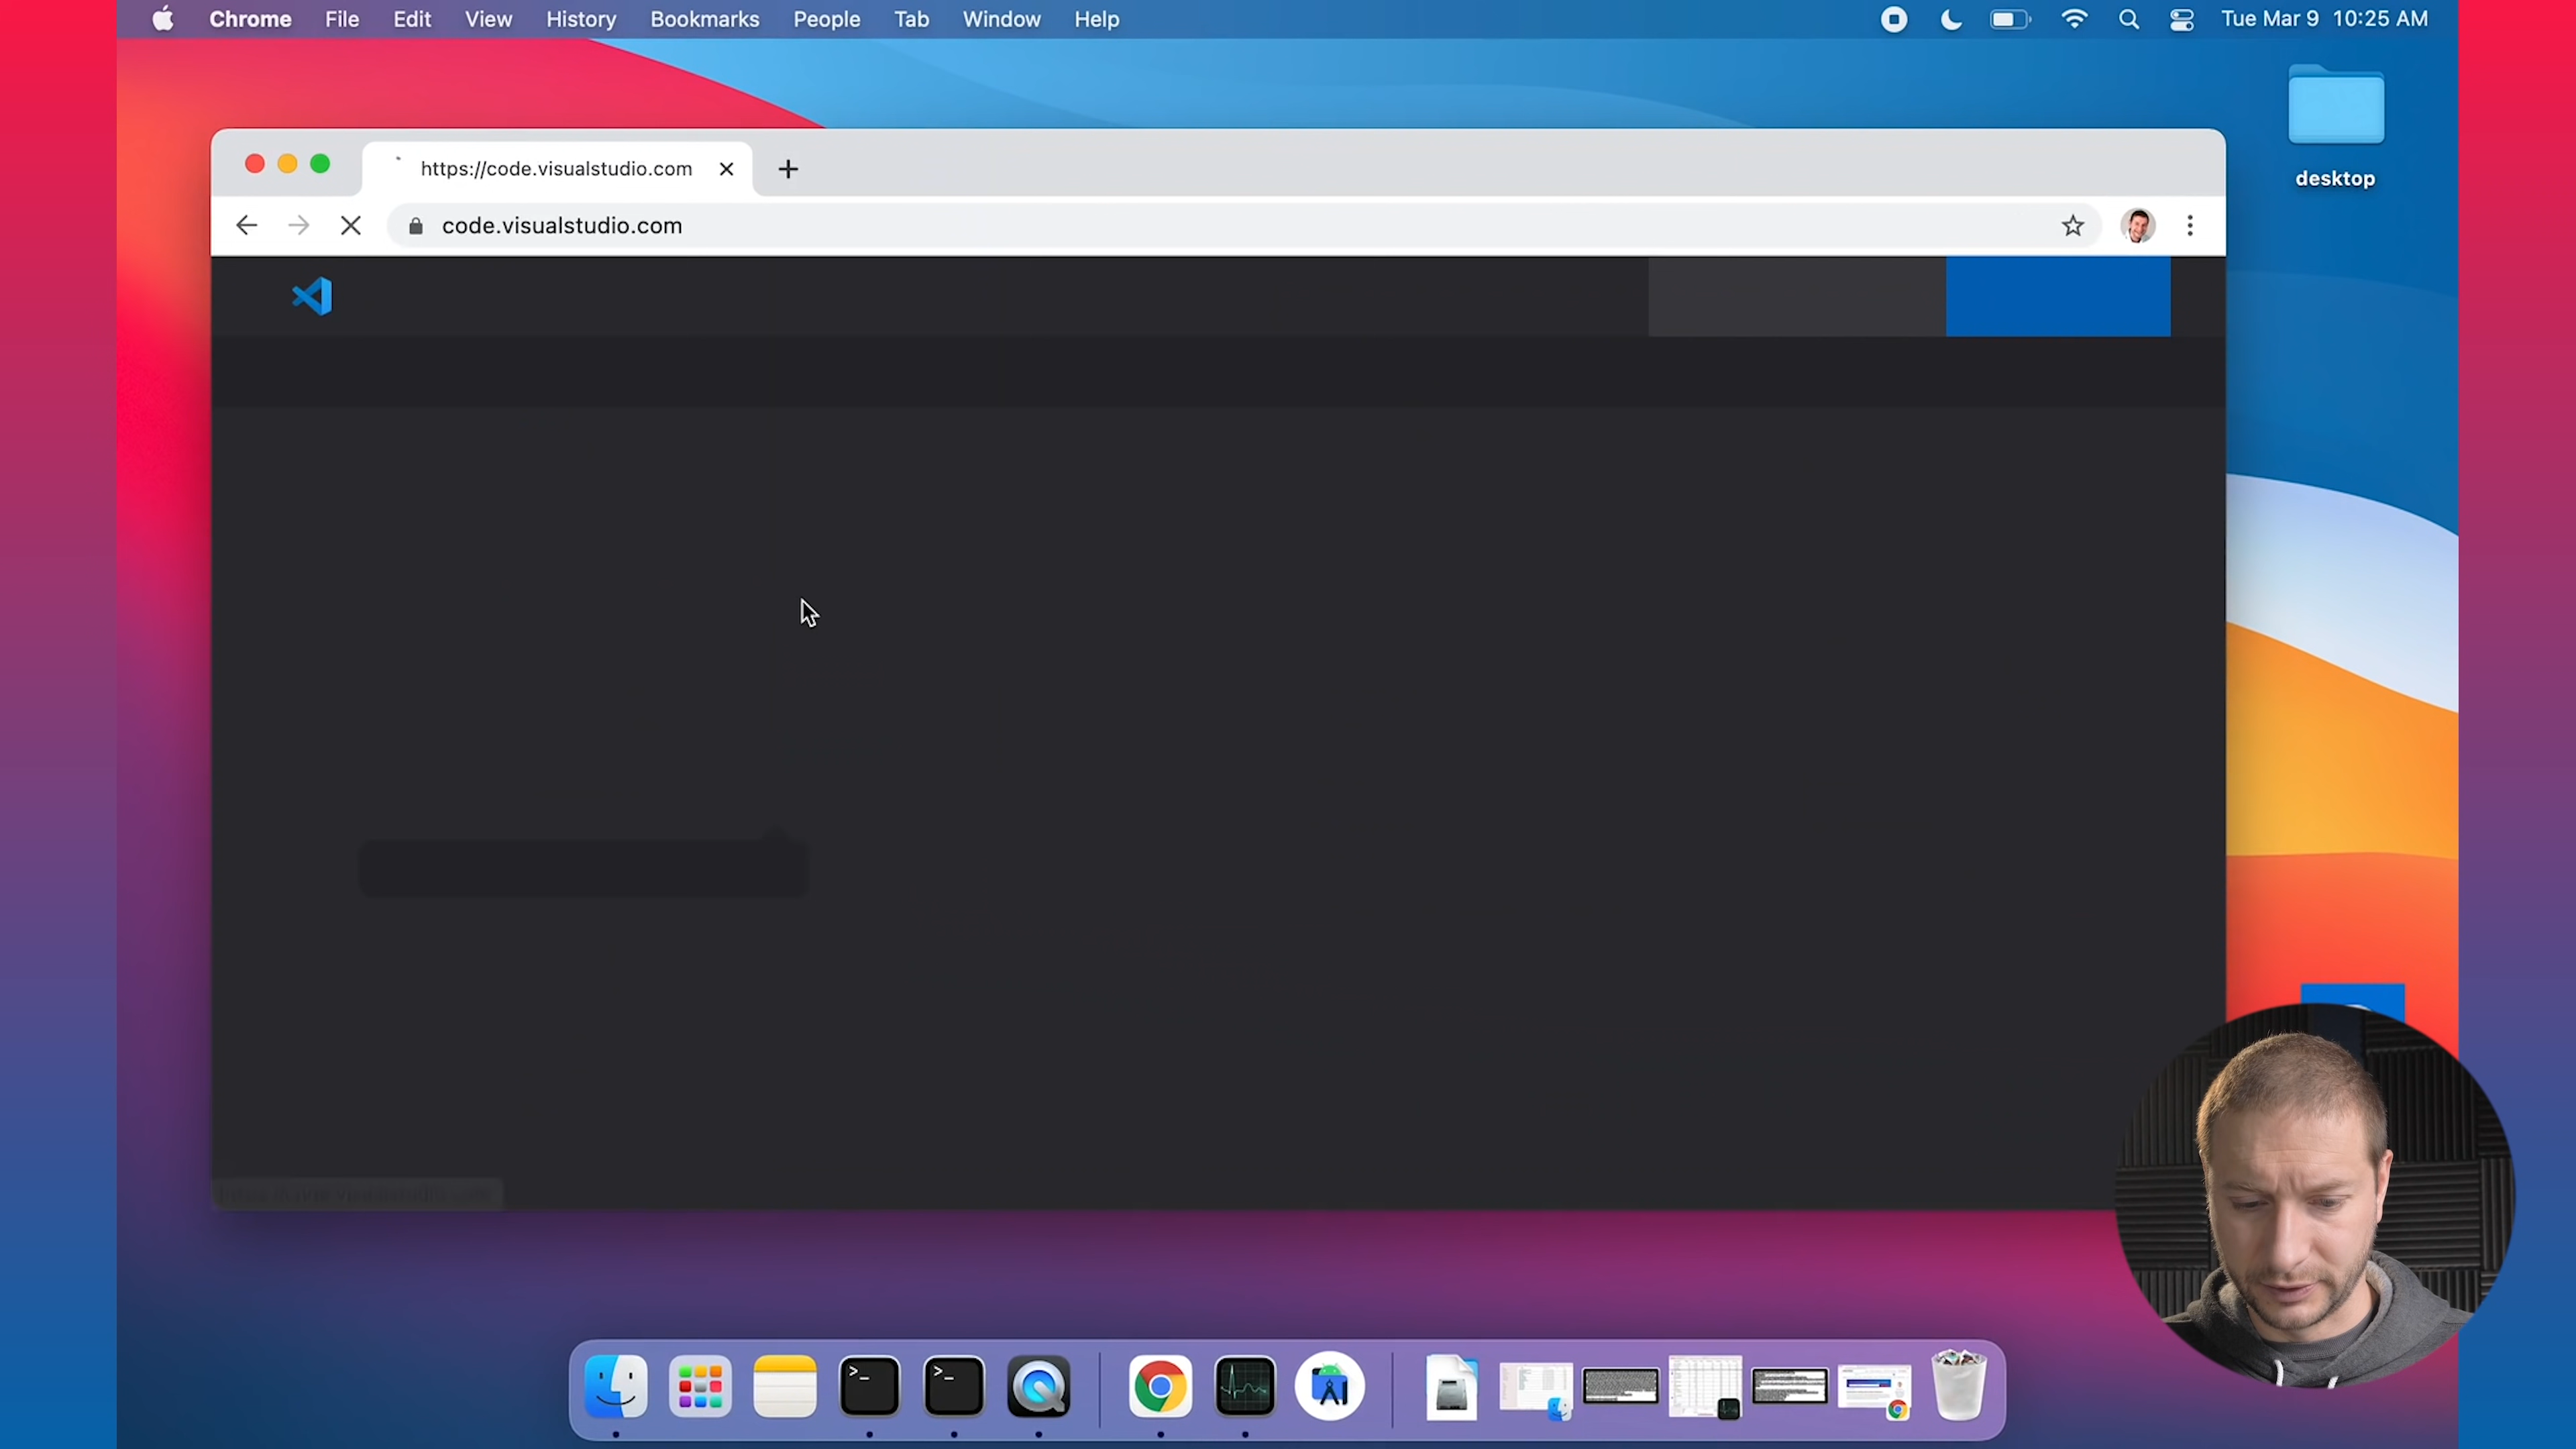 Chrome File Edit View History Bookmarks People Tab Window Help Tue Mar 9 10:25 AM
desktop
https://code.visualstudio.com
code.visualstudio.com
>_ >_